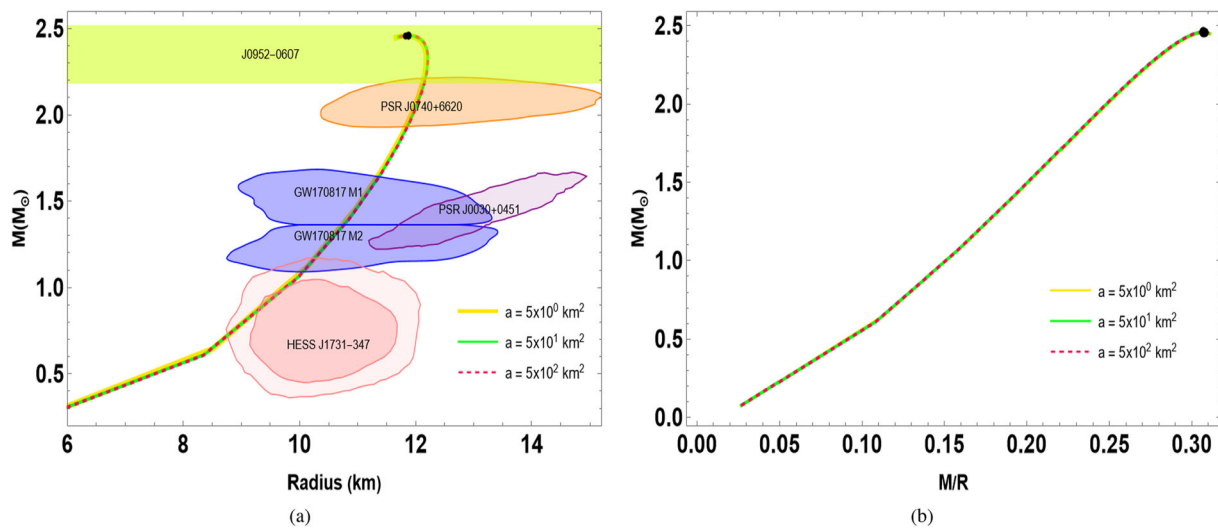 2.5
2.0
1.5
1.0
0.5
M(M⊙)
J0952−0607
PSR J0740+6620
GW170817 M1
PSR J0030+0451
GW170817 M2
HESS J1731−347
a = 5x10⁰ km²
a = 5x10¹ km²
a = 5x10² km²
6 8 10 12 14
Radius (km)
(a)
2.5
2.0
1.5
1.0
0.5
0.0
M(M⊙)
a = 5x10⁰ km²
a = 5x10¹ km²
a = 5x10² km²
0.00 0.05 0.10 0.15 0.20 0.25 0.30
M/R
(b)